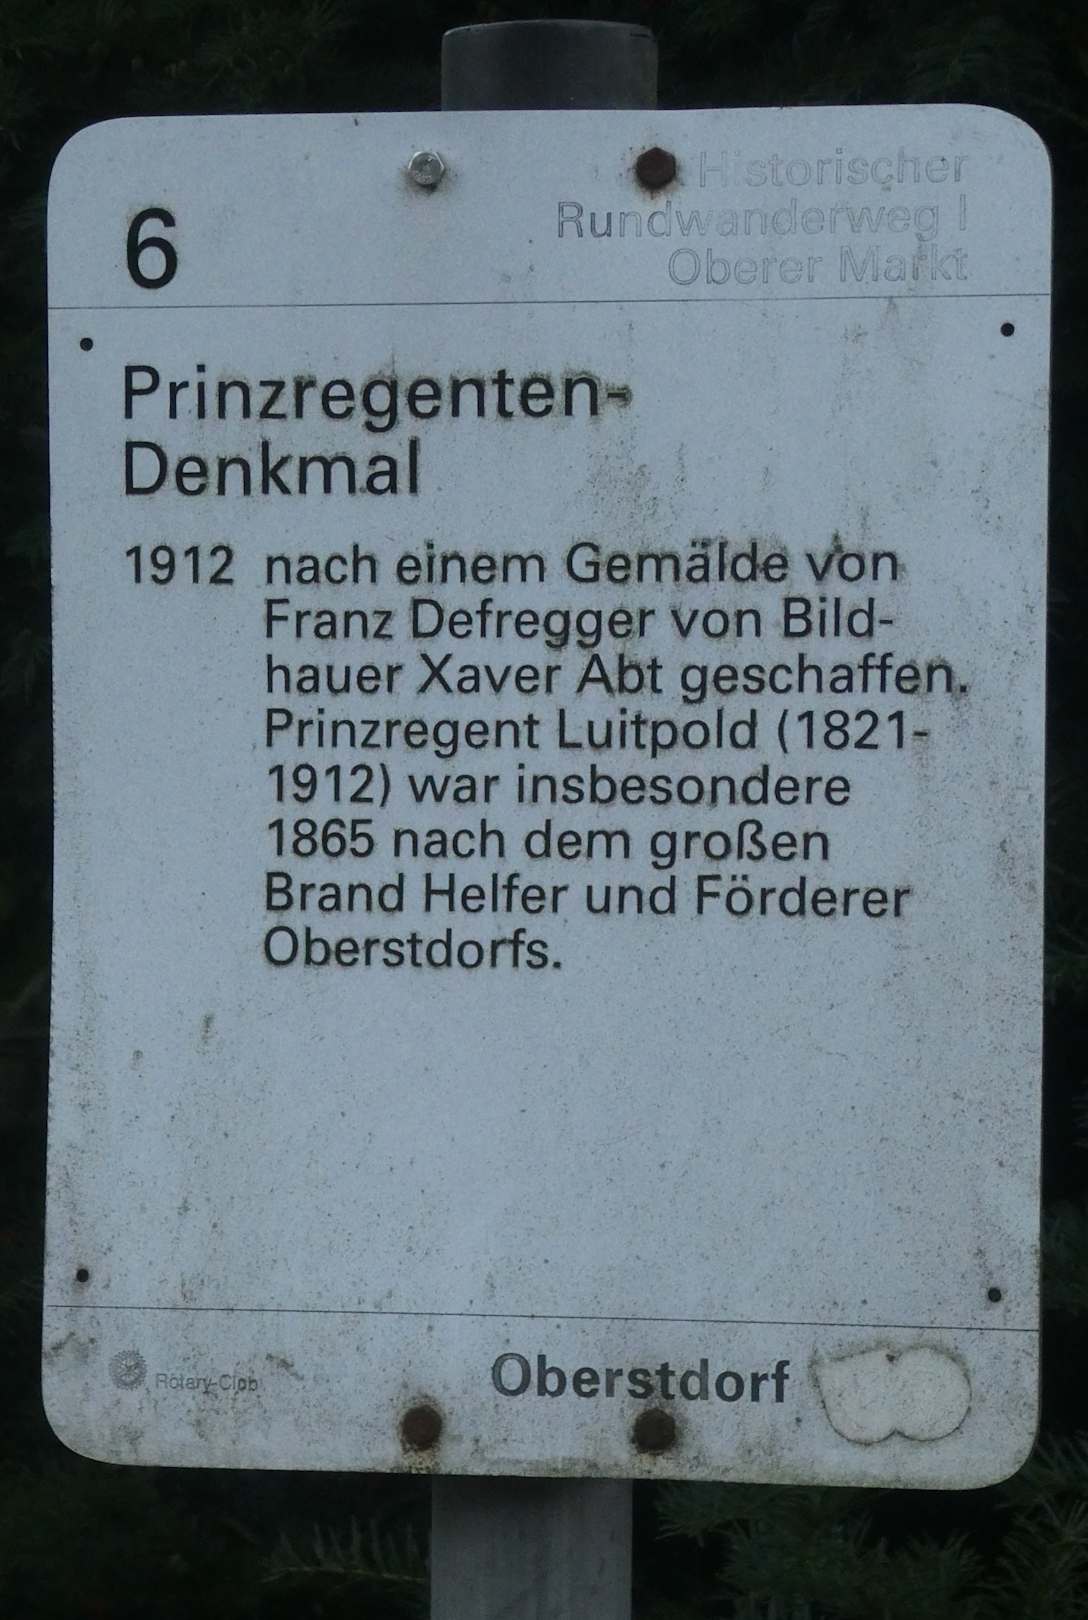 6
Historischer
Rundwanderweg I
Oberer Markt
Prinzregenten-
Denkmal
1912 nach einem Gemälde von
Franz Defregger von Bild-
hauer Xaver Abt geschaffen.
Prinzregent Luitpold (1821-
1912) war insbesondere
1865 nach dem großen
Brand Helfer und Förderer
Oberstdorfs.
Rotary-Club
Oberstdorf